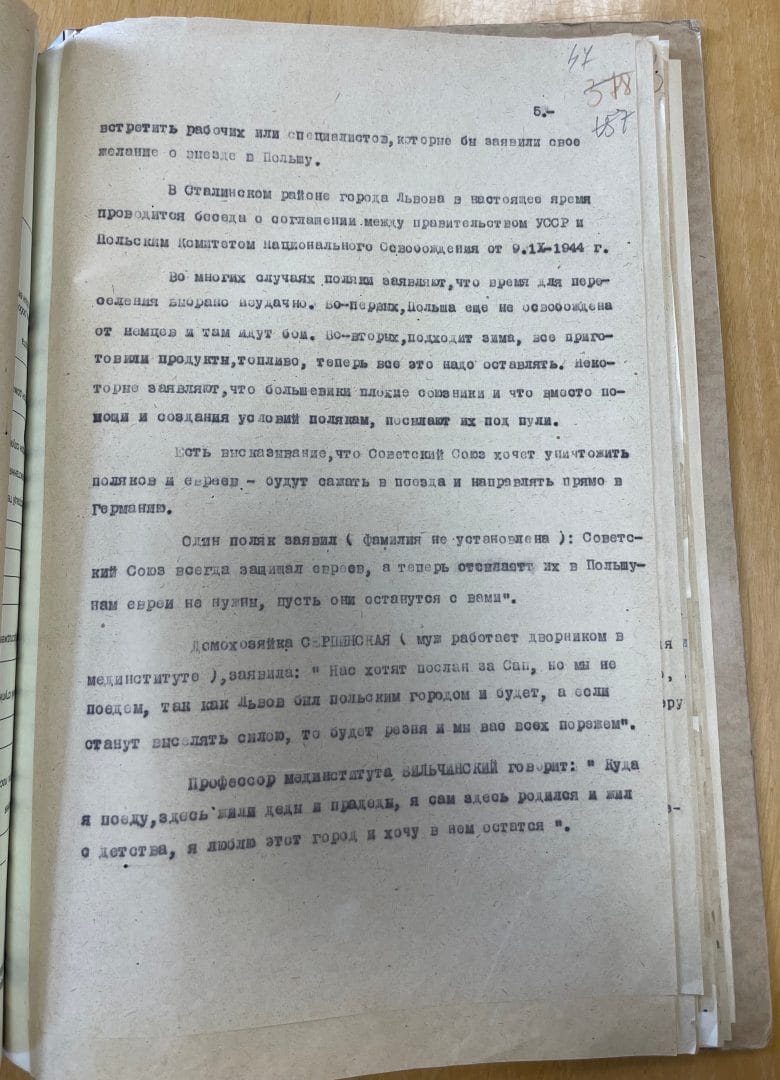 47
318
157
5.-
встретить рабочих или специалистов,которые бы заявили свое
желание о выезде в Польшу.
В Сталинском районе города Львова в настоящее яремя
проводится беседа о соглашении между правительством УССР и
Польским Комитетом Национального Освобождения от 9.IX-1944 г.
Во многих случаях поляки заявляют,что время для пере-
селения выбрано неудачно. Во-первых,Польша еще не освобождена
от немцев и там идут бои. Во-вторых,подходит зима, все приго-
товили продукты,топливо, теперь все это надо оставлять. Неко-
торые заявляют,что большевики плохие союзники и что вместо по-
мощи и создания условий полякам, посылают их под пули.
Есть высказывание,что Советский Союз хочет уничтожить
поляков и евреев - будут сажать в поезда и направлять прямо в
Германию.
Один поляк заявил ( фамилия не установлена ): Советс-
кий Союз всегда защищал евреев, а теперь отсылает их в Польшу-
нам евреи не нужны, пусть они останутся с вами".
Домохозяйка ( муж работает дворником в
мединституте ),заявила: " Нас хотят послан за Сан, но мы не
поедем, так как Львов был польским городом и будет, а если
станут выселять силою, то будет резня и мы вас всех порежем".
Профессор мединститута ВИЛЬЧИНСКИЙ говорит: " Куда
я поеду,здесь жили деды и прадеды, я сам здесь родился и жил
с детства, я люблю этот город и хочу в нем остатся ".